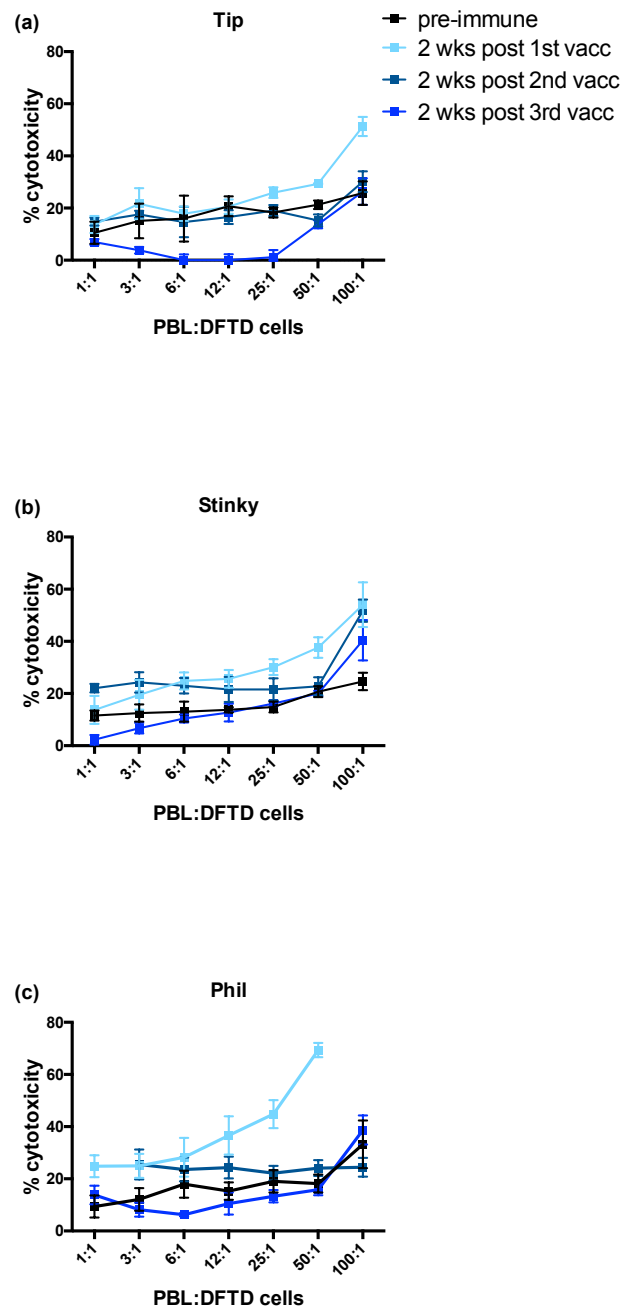 (a)
Tip
pre-immune
2 wks post 1st vacc
2 wks post 2nd vacc
2 wks post 3rd vacc
% cytotoxicity
80
60
40
20
0
1:1
3:1
6:1
12:1
25:1
50:1
100:1
PBL:DFTD cells
(b)
Stinky
% cytotoxicity
80
60
40
20
0
1:1
3:1
6:1
12:1
25:1
50:1
100:1
PBL:DFTD cells
(c)
Phil
% cytotoxicity
80
60
40
20
0
1:1
3:1
6:1
12:1
25:1
50:1
100:1
PBL:DFTD cells